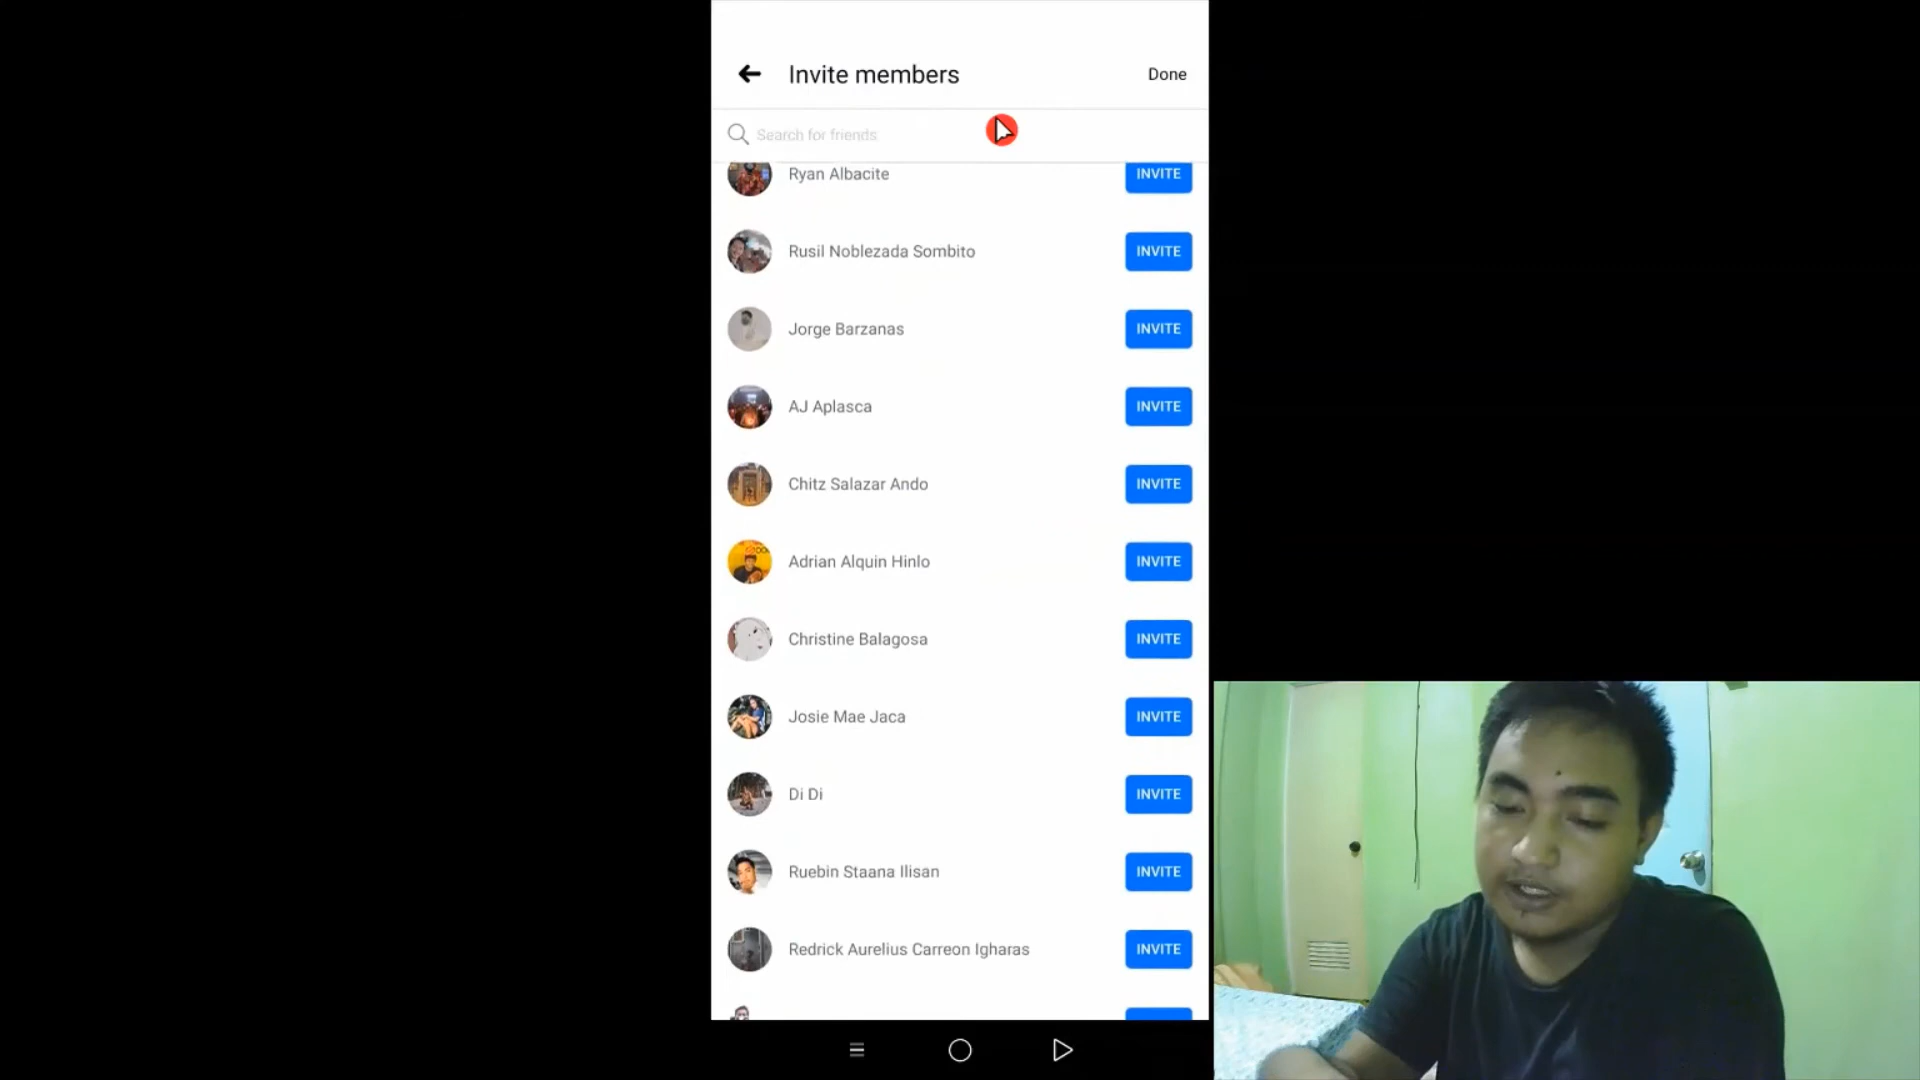 Invite members
Done
Search for friends
Ryan Albacite
INVITE
Rusil Noblezada Sombito
INVITE
Jorge Barzanas
INVITE
AJ Aplasca
INVITE
Chitz Salazar Ando
INVITE
Adrian Alquin Hinlo
INVITE
Christine Balagosa
INVITE
Josie Mae Jaca
INVITE
Di Di
INVITE
Ruebin Staana Ilisan
INVITE
Redrick Aurelius Carreon Igharas
INVITE